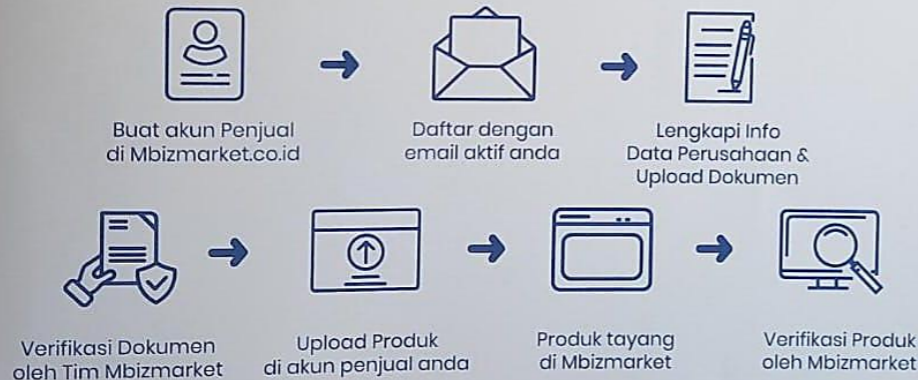 Buat akun Penjual
di Mbizmarket.co.id
Daftar dengan
email aktif anda
Lengkapi Info
Data Perusahaan &
Upload Dokumen
Verifikasi Dokumen
oleh Tim Mbizmarket
Upload Produk
di akun penjual anda
Produk tayang
di Mbizmarket
Verifikasi Produk
oleh Mbizmarket